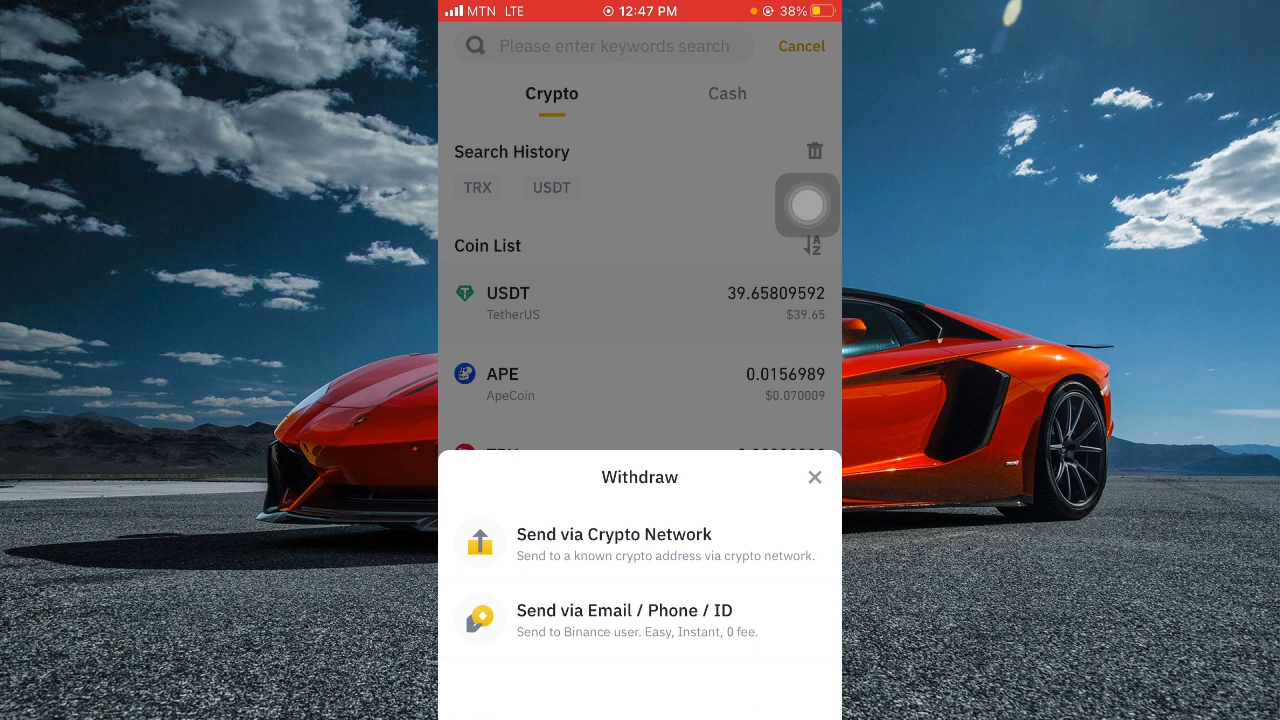 MTN LTE 12:47 PM 38%
Please enter keywords search Cancel
Crypto Cash
Search History
TRX USDT
Coin List
USDT 39.65809592
TetherUS $39.65
APE 0.0156989
ApeCoin $0.070009
Withdraw
Send via Crypto Network
Send to a known crypto address via crypto network.
Send via Email / Phone / ID
Send to Binance user. Easy, Instant, 0 fee.